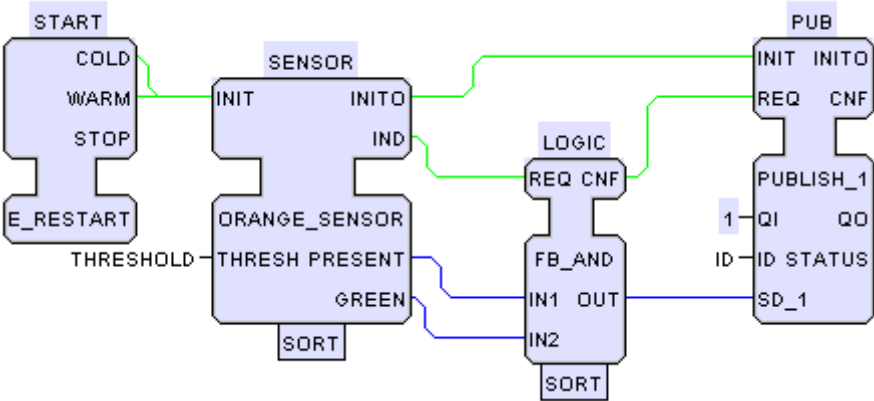 START
COLD
WARM
STOP
E_RESTART
SENSOR
INIT INITO
IND
ORANGE_SENSOR
THRESHOLD THRESH PRESENT
GREEN
SORT
LOGIC
REQ CNF
FB_AND
IN1 OUT
IN2
SORT
PUB
INIT INITO
REQ CNF
PUBLISH_1
1 QI QO
ID ID STATUS
SD_1